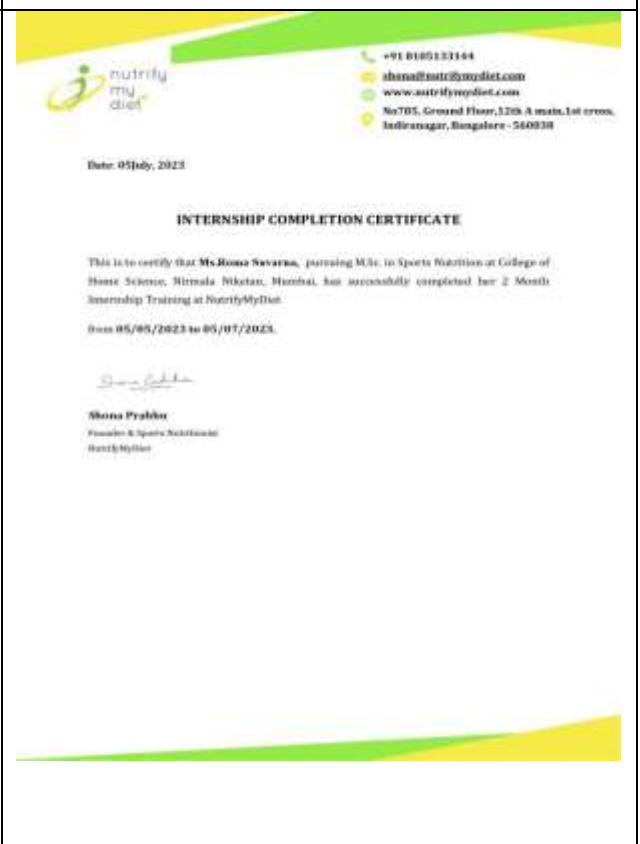 nutrify
my
diet
+91 8105133144
shona@nutrifymydiet.com
www.nutrifymydiet.com
No705, Ground Floor,12th A main,1st cross,
Indiranagar, Bangalore - 560038
Date: 05July, 2023
INTERNSHIP COMPLETION CERTIFICATE
This is to certify that Ms.Roma Suvarna, pursuing M.Sc. in Sports Nutrition at College of
Home Science, Nirmala Niketan, Mumbai, has successfully completed her 2 Month
Internship Training at NutrifyMyDiet
from 05/05/2023 to 05/07/2023.
Shona Prabhu
Founder & Sports Nutritionist
NutrifyMyDiet